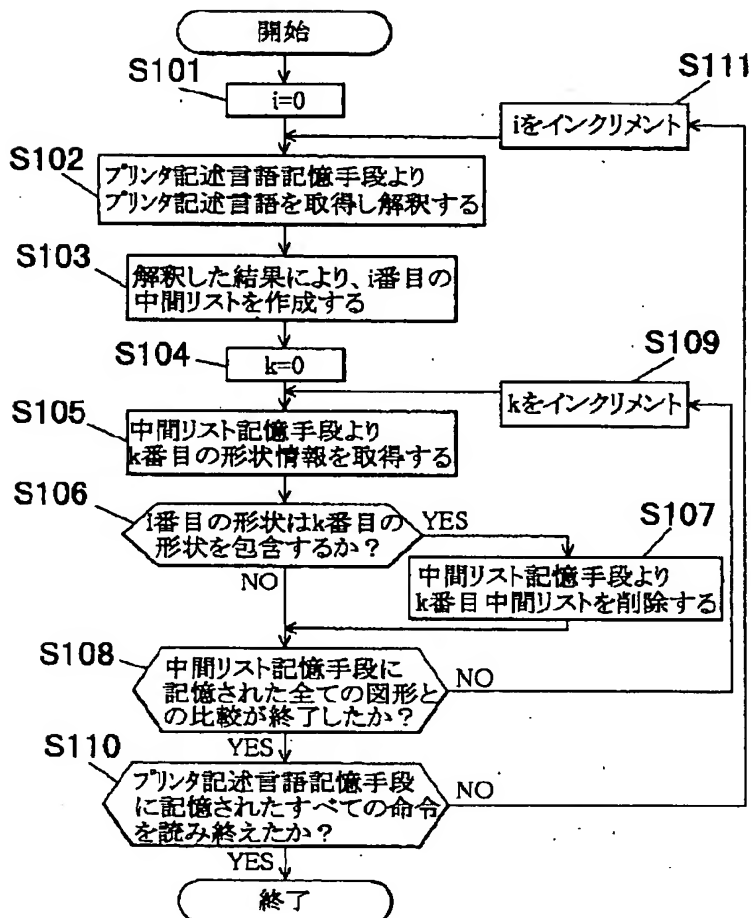 開始
S101
i=0
S111
iをインクリメント
S102
プリンタ記述言語記憶手段より
プリンタ記述言語を取得し解釈する
S103
解釈した結果により、i番目の
中間リストを作成する
S104
k=0
S109
kをインクリメント
S105
中間リスト記憶手段より
k番目の形状情報を取得する
S106
i番目の形状はk番目の
形状を包含するか?
YES
NO
S107
中間リスト記憶手段より
k番目中間リストを削除する
S108
中間リスト記憶手段に
記憶された全ての図形と
の比較が終了したか?
NO
YES
S110
プリンタ記述言語記憶手段
に記憶されたすべての命令
を読み終えたか?
NO
YES
終了